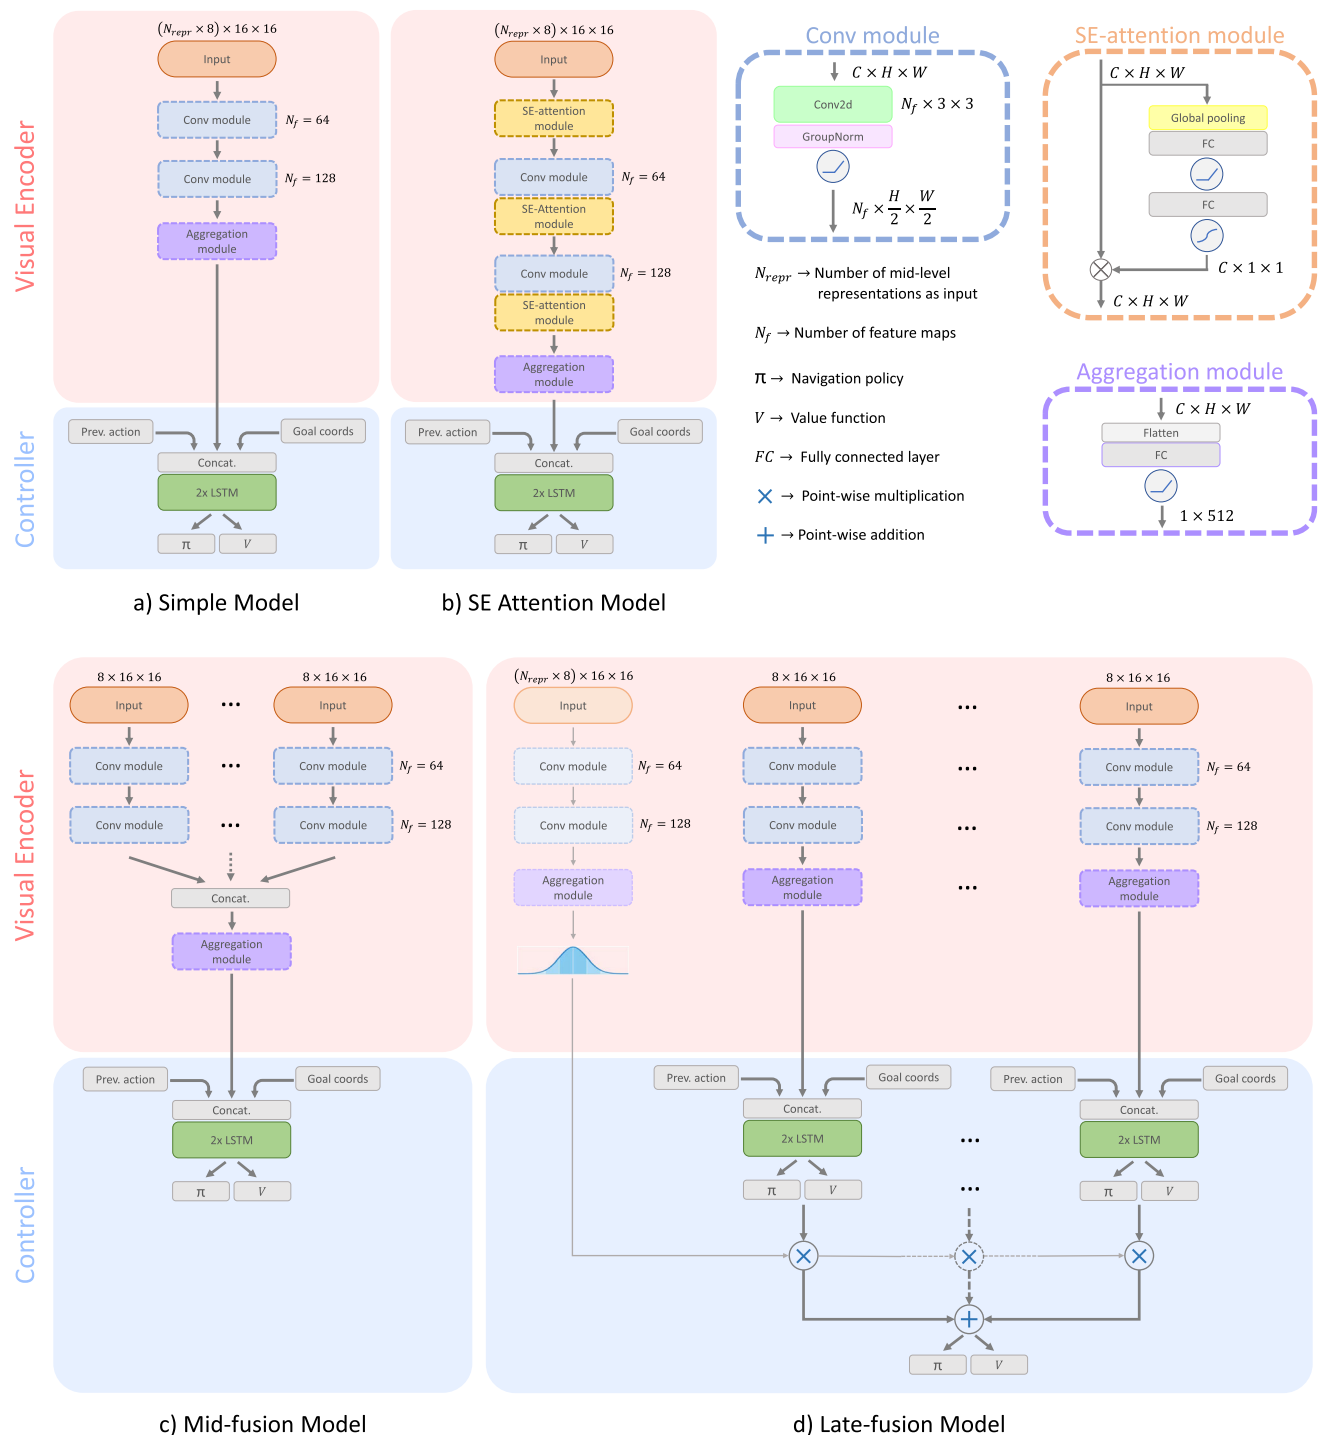 Visual Encoder
Controller
(N_repr × 8) × 16 × 16
Input
Conv module
N_f = 64
Conv module
N_f = 128
Aggregation
module
Prev. action
Goal coords
Concat.
2x LSTM
π
V
a) Simple Model
(N_repr × 8) × 16 × 16
Input
SE-attention
module
Conv module
N_f = 64
SE-Attention
module
Conv module
N_f = 128
SE-attention
module
Aggregation
module
Prev. action
Goal coords
Concat.
2x LSTM
π
V
b) SE Attention Model
Conv module
C × H × W
Conv2d
N_f × 3 × 3
GroupNorm
N_f × H/2 × W/2
N_repr → Number of mid-level
representations as input
N_f → Number of feature maps
π → Navigation policy
V → Value function
FC → Fully connected layer
× → Point-wise multiplication
+ → Point-wise addition
SE-attention module
C × H × W
Global pooling
FC
FC
C × 1 × 1
C × H × W
Aggregation module
C × H × W
Flatten
FC
1 × 512
Visual Encoder
Controller
8 × 16 × 16
8 × 16 × 16
Input
...
Input
Conv module
...
Conv module
N_f = 64
Conv module
...
Conv module
N_f = 128
Concat.
Aggregation
module
Prev. action
Goal coords
Concat.
2x LSTM
π
V
c) Mid-fusion Model
(N_repr × 8) × 16 × 16
Input
Conv module
N_f = 64
Conv module
N_f = 128
Aggregation
module
8 × 16 × 16
Input
Conv module
Conv module
Aggregation
module
Prev. action
Goal coords
Concat.
2x LSTM
π
V
...
...
...
...
...
...
8 × 16 × 16
Input
Conv module
N_f = 64
Conv module
N_f = 128
Aggregation
module
Prev. action
Goal coords
Concat.
2x LSTM
π
V
×
×
×
+
π
V
d) Late-fusion Model